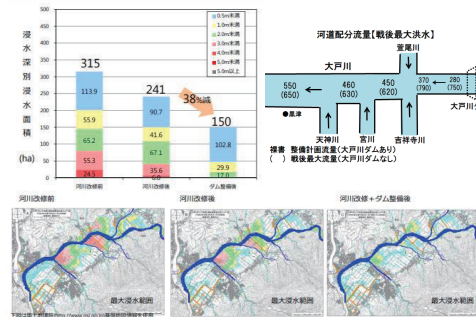 浸水深別浸水面積
(ha)
500
450
400
350
300
250
200
150
100
50
0
0.5m未満
1.0m未満
2.0m未満
3.0m未満
4.0m未満
5.0m未満
5.0m以上
315
113.9
55.9
65.2
55.3
24.5
河川改修前
241
90.7
41.6
67.1
35.6
6.0
河川改修後
38%減
150
102.8
29.9
17.0
ダム整備後
河道配分流量【戦後最大洪水】
萱尾川
大戸川
550
(650)
460
(630)
450
(620)
370
(790)
280
(750)
大戸川ダ
●黒津
天神川
宮川
吉祥寺川
裸書 整備計画流量(大戸川ダムあり)
( ) 戦後最大流量(大戸川ダムなし)
河川改修前
最大浸水範囲
河川改修後
最大浸水範囲
河川改修+ダム整備後
最大浸水範囲